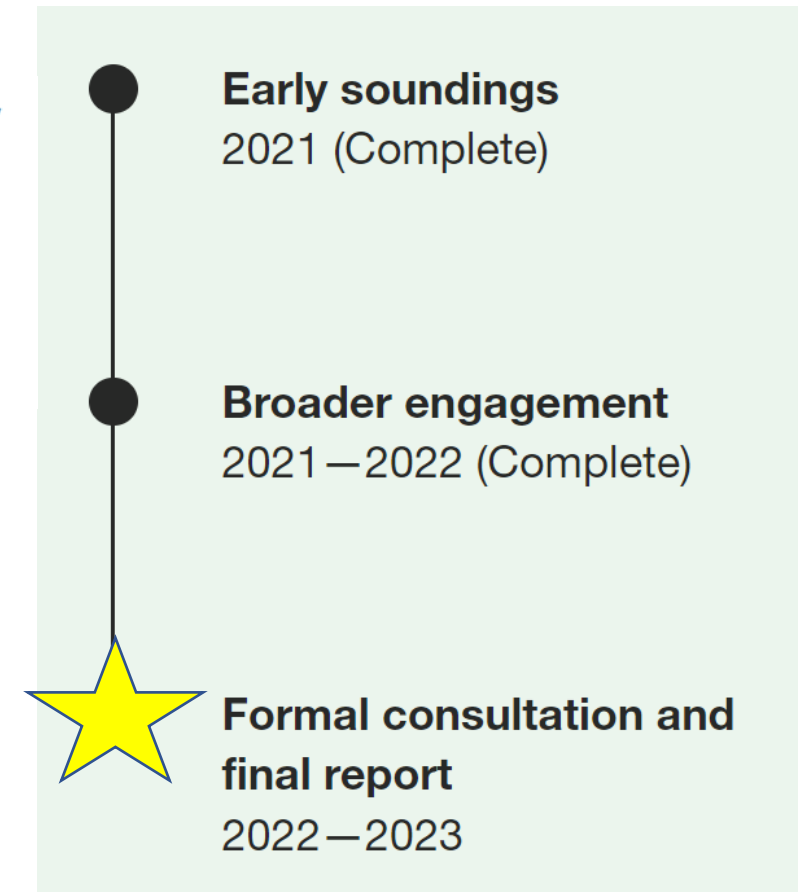 Early soundings
2021 (Complete)
Broader engagement
2021—2022 (Complete)
Formal consultation and
final report
2022—2023